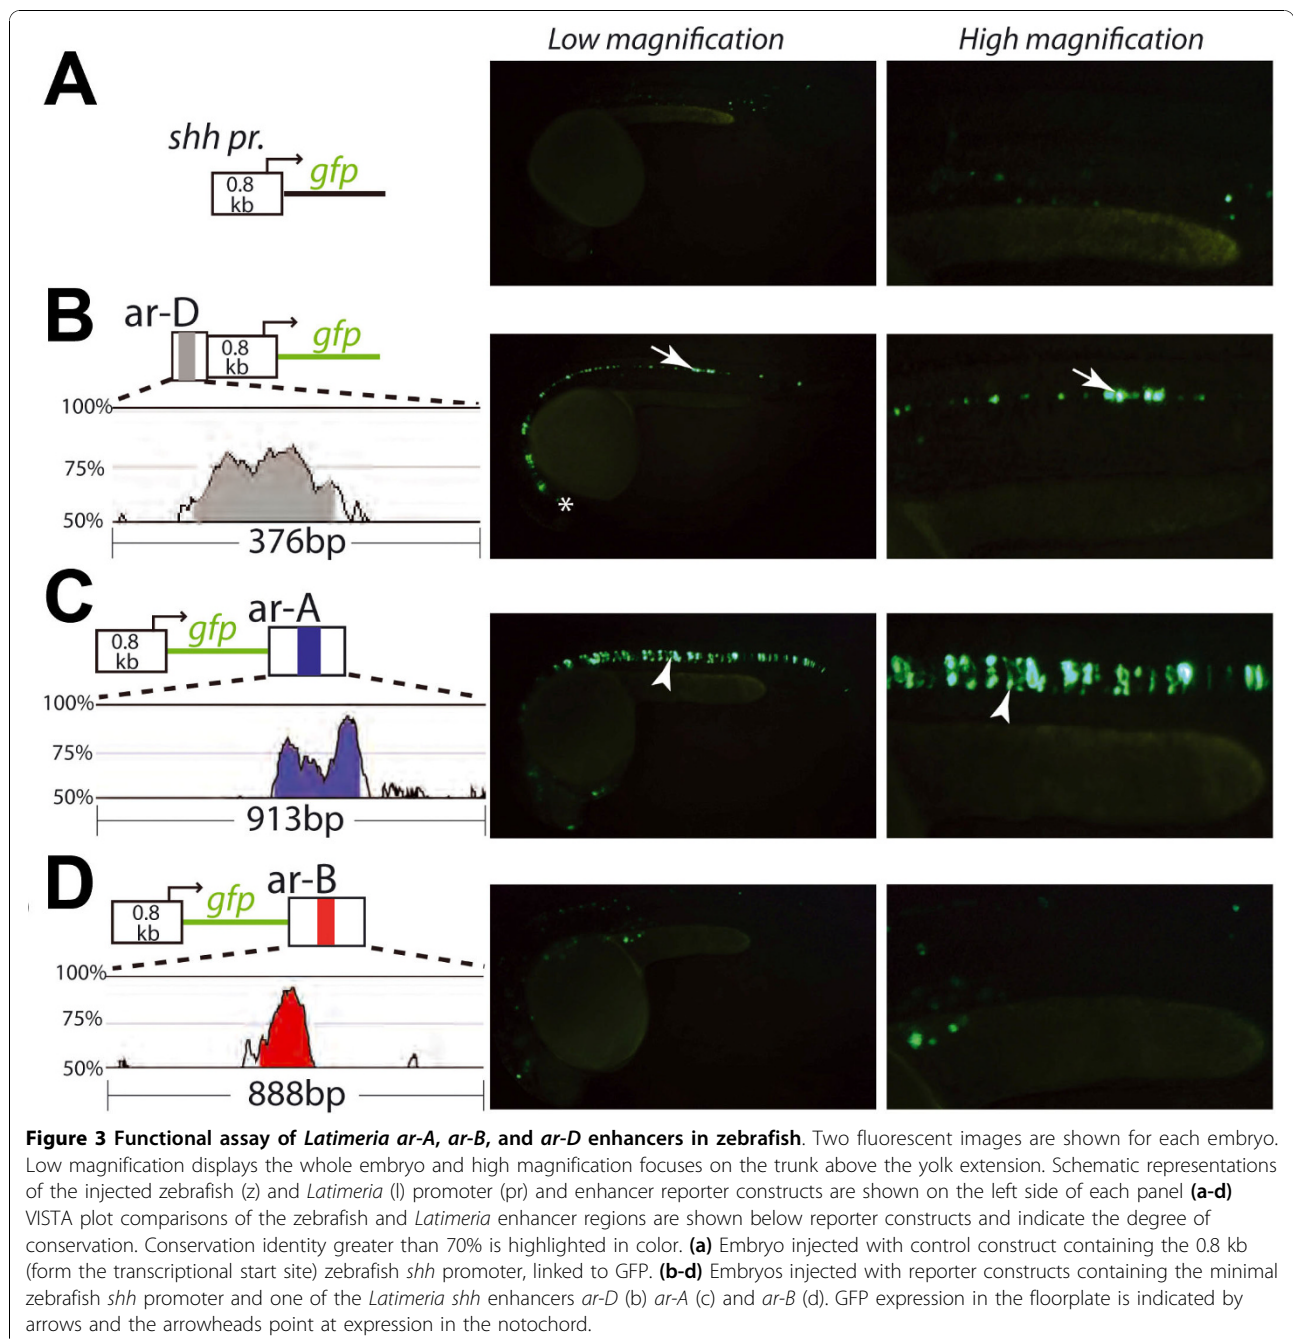 Low magnification
High magnification
A
shh pr.
0.8
kb
gfp
B
ar-D
0.8
kb
gfp
100%
75%
50%
376bp
*
C
ar-A
0.8
kb
gfp
100%
75%
50%
913bp
D
ar-B
0.8
kb
gfp
100%
75%
50%
888bp
Figure 3 Functional assay of Latimeria ar-A, ar-B, and ar-D enhancers in zebrafish. Two fluorescent images are shown for each embryo.
Low magnification displays the whole embryo and high magnification focuses on the trunk above the yolk extension. Schematic representations
of the injected zebrafish (z) and Latimeria (l) promoter (pr) and enhancer reporter constructs are shown on the left side of each panel (a-d)
VISTA plot comparisons of the zebrafish and Latimeria enhancer regions are shown below reporter constructs and indicate the degree of
conservation. Conservation identity greater than 70% is highlighted in color. (a) Embryo injected with control construct containing the 0.8 kb
(form the transcriptional start site) zebrafish shh promoter, linked to GFP. (b-d) Embryos injected with reporter constructs containing the minimal
zebrafish shh promoter and one of the Latimeria shh enhancers ar-D (b) ar-A (c) and ar-B (d). GFP expression in the floorplate is indicated by
arrows and the arrowheads point at expression in the notochord.